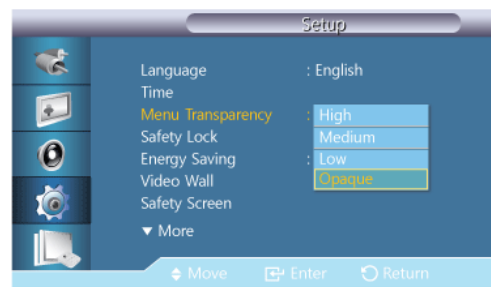 Setup
Language : English
Time
Menu Transparency : High
Medium
Safety Lock
Energy Saving : Low
Video Wall
Opaque
Safety Screen
▼ More
Move Enter Return